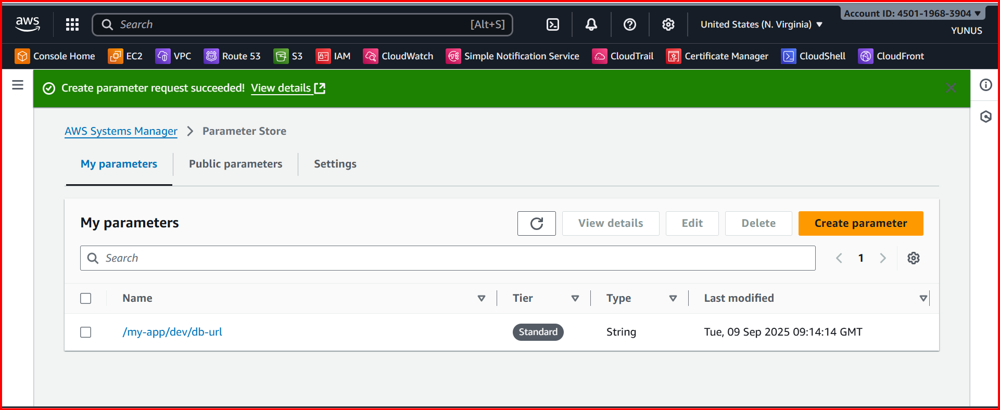 aws
Search [Alt+S]
United States (N. Virginia)
Account ID: 4501-1968-3904
YUNUS
Console Home EC2 VPC Route 53 S3 IAM CloudWatch Simple Notification Service CloudTrail Certificate Manager CloudShell CloudFront
Create parameter request succeeded! View details
AWS Systems Manager Parameter Store
My parameters Public parameters Settings
My parameters View details Edit Delete Create parameter
Search 1
Name Tier Type Last modified
/my-app/dev/db-url Standard String Tue, 09 Sep 2025 09:14:14 GMT